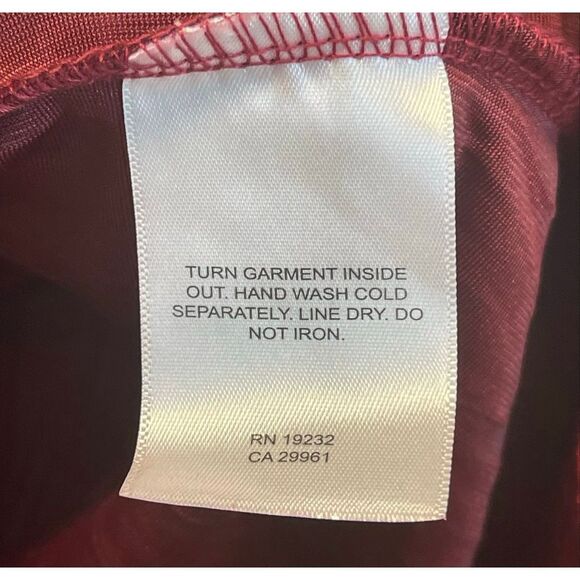 TURN GARMENT INSIDE
OUT. HAND WASH COLD
SEPARATELY. LINE DRY. DO
NOT IRON.
RN 19232
CA 29961